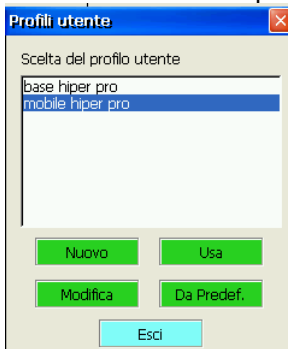 Profili utente
Scelta del profilo utente
base hiper pro
mobile hiper pro
Nuovo
Usa
Modifica
Da Predef.
Esci